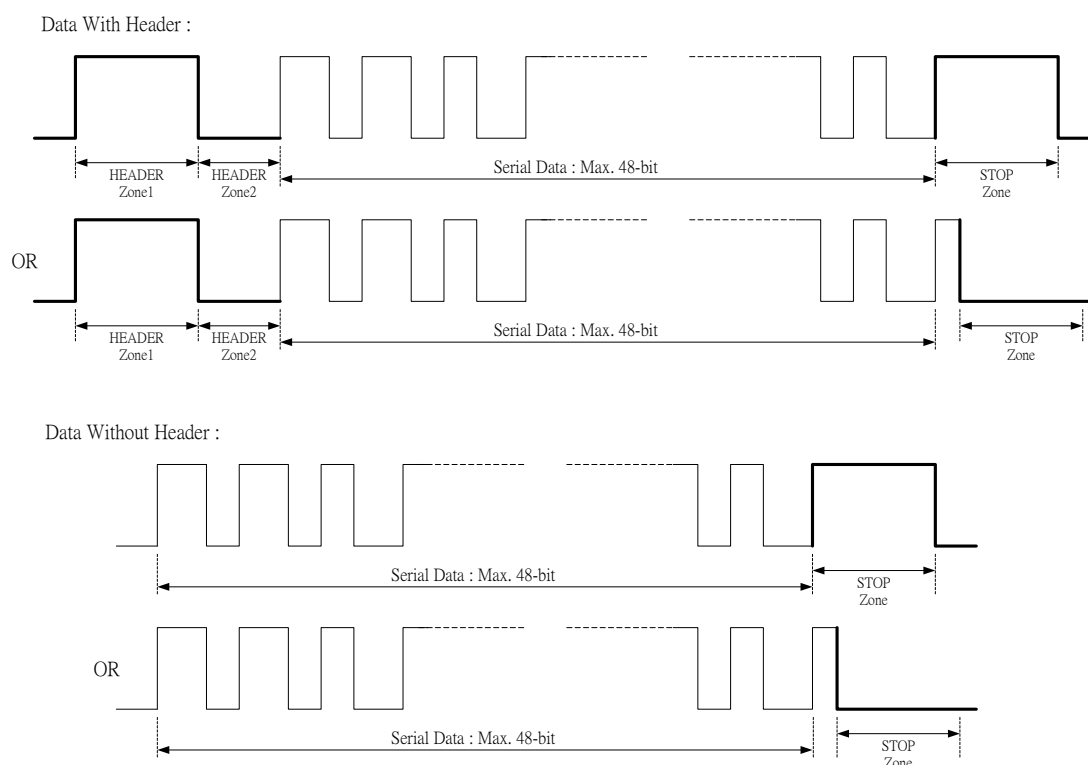 Data With Header :
Serial Data : Max. 48-bit
HEADER
Zone1
HEADER
Zone2
STOP
Zone
OR
Serial Data : Max. 48-bit
HEADER
Zone1
HEADER
Zone2
STOP
Zone
Data Without Header :
Serial Data : Max. 48-bit
STOP
Zone
OR
Serial Data : Max. 48-bit
STOP
Zone